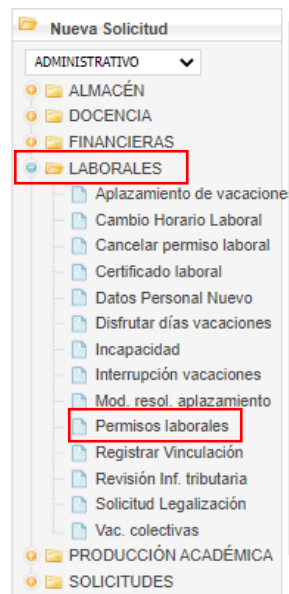 Nueva Solicitud
ADMINISTRATIVO
ALMACÉN
DOCENCIA
FINANCIERAS
LABORALES
Aplazamiento de vacacione
Cambio Horario Laboral
Cancelar permiso laboral
Certificado laboral
Datos Personal Nuevo
Disfrutar días vacaciones
Incapacidad
Interrupción vacaciones
Mod. resol. aplazamiento
Permisos laborales
Registrar Vinculación
Revisión Inf. tributaria
Solicitud Legalización
Vac. colectivas
PRODUCCIÓN ACADÉMICA
SOLICITUDES